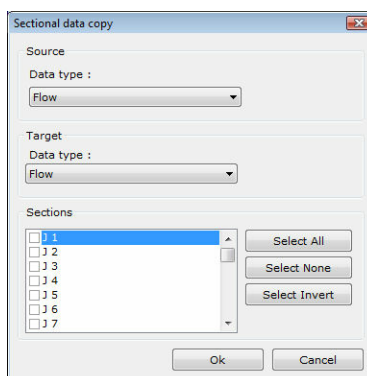 Sectional data copy
Source
Data type :
Flow
Target
Data type :
Flow
Sections
J 1
J 2
J 3
J 4
J 5
J 6
J 7
Select All
Select None
Select Invert
Ok
Cancel